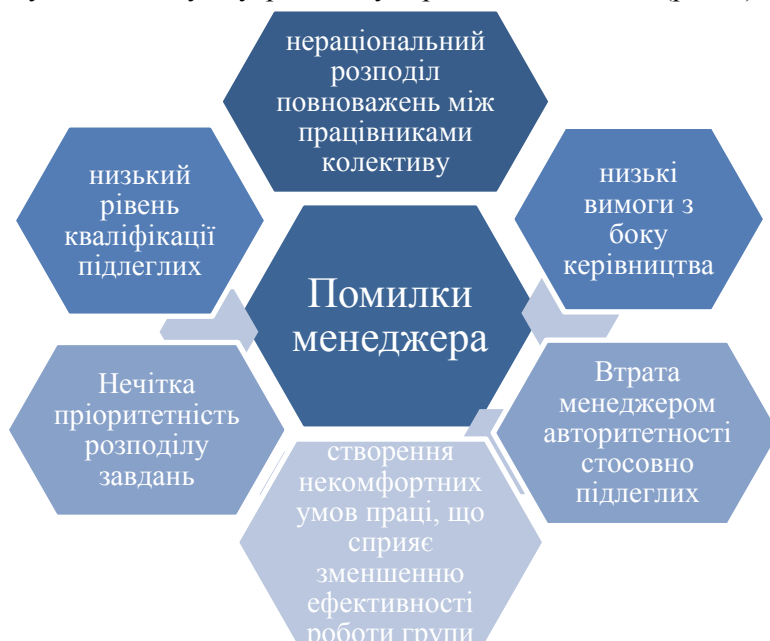 нераціональний
розподіл
повноважень між
працівниками
колективу
низький
рівень
кваліфікації
підлеглих
низькі
вимоги з
боку
керівництва
Помилки
менеджера
Нечітка
пріоритетність
розподілу
завдань
Втрата
менеджером
авторитетності
стосовно
підлеглих
створення
некомфортних
умов праці, що
сприяє
зменшенню
ефективності
роботи групи